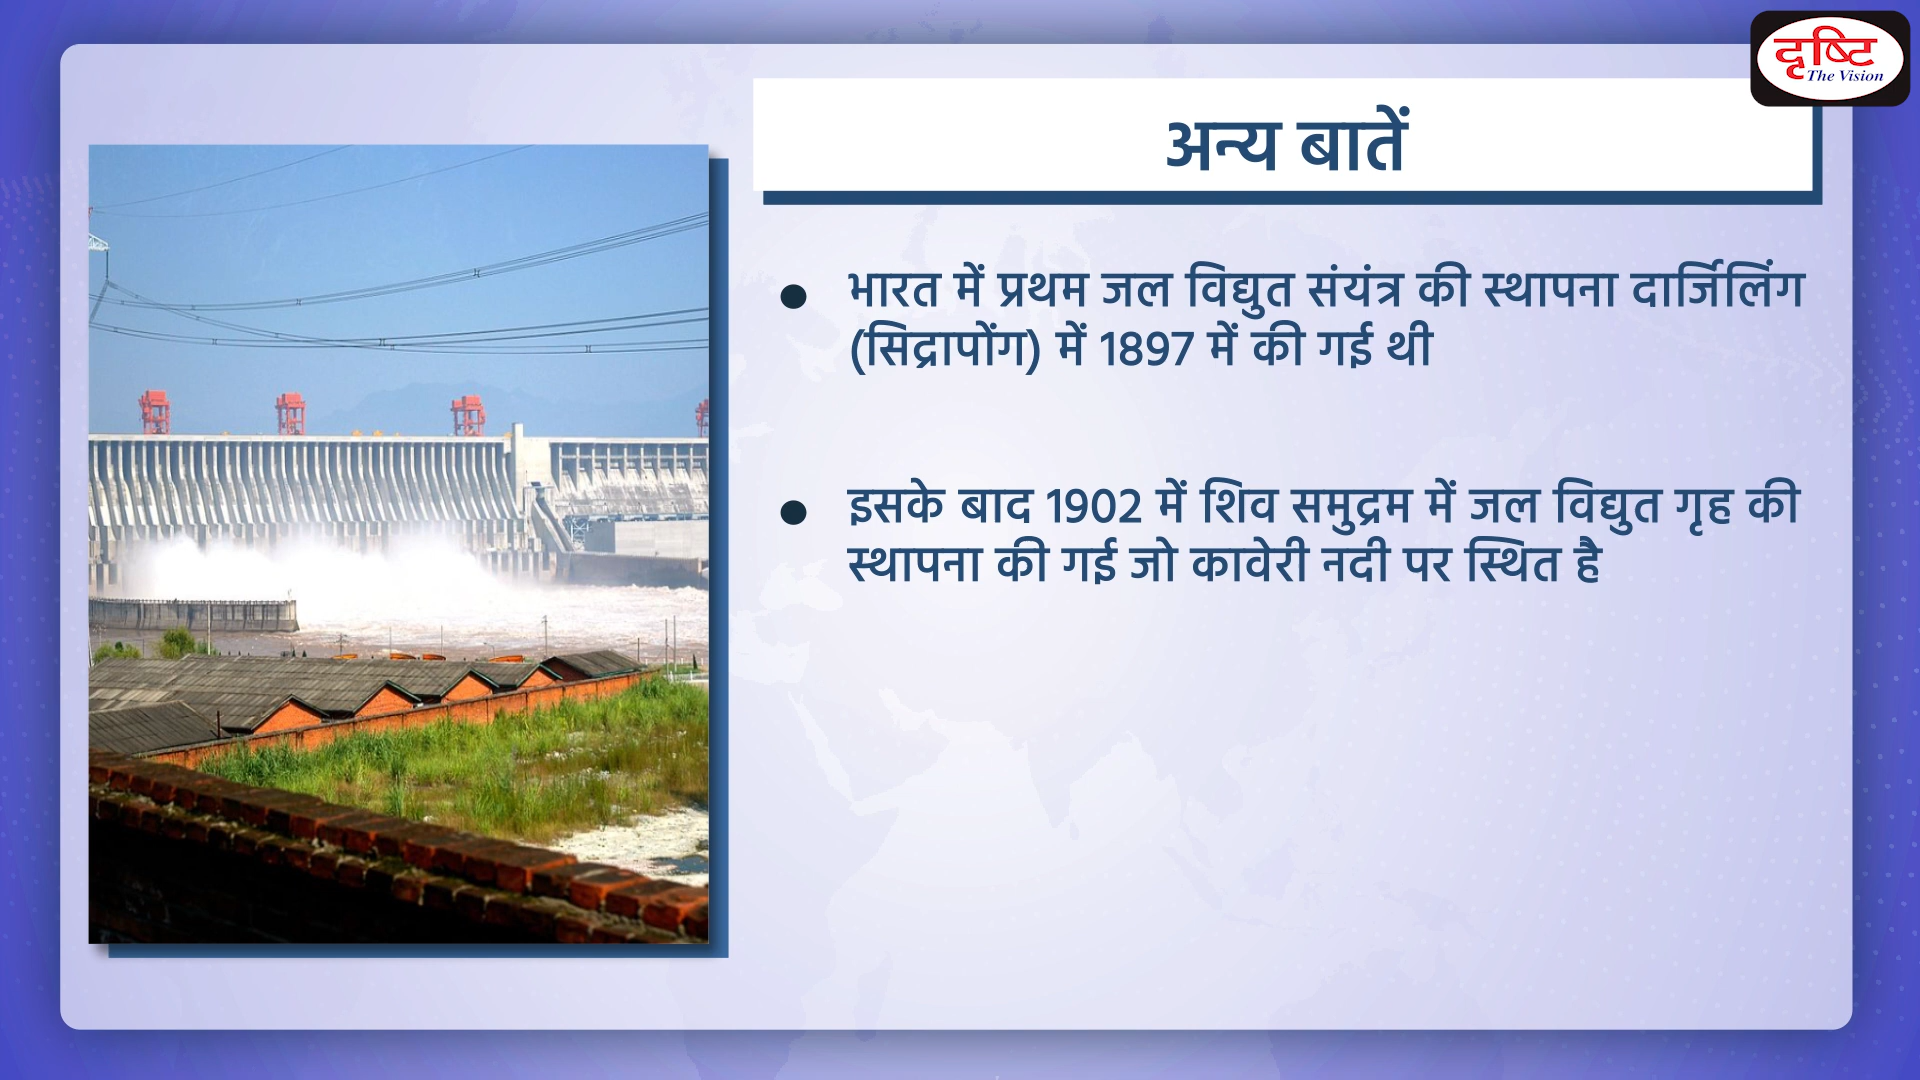 दृष्टि
The Vision
अन्य बातें
● भारत में प्रथम जल विद्युत संयंत्र की स्थापना दार्जिलिंग
(सिद्रापोंग) में 1897 में की गई थी
● इसके बाद 1902 में शिव समुद्रम में जल विद्युत गृह की
स्थापना की गई जो कावेरी नदी पर स्थित है